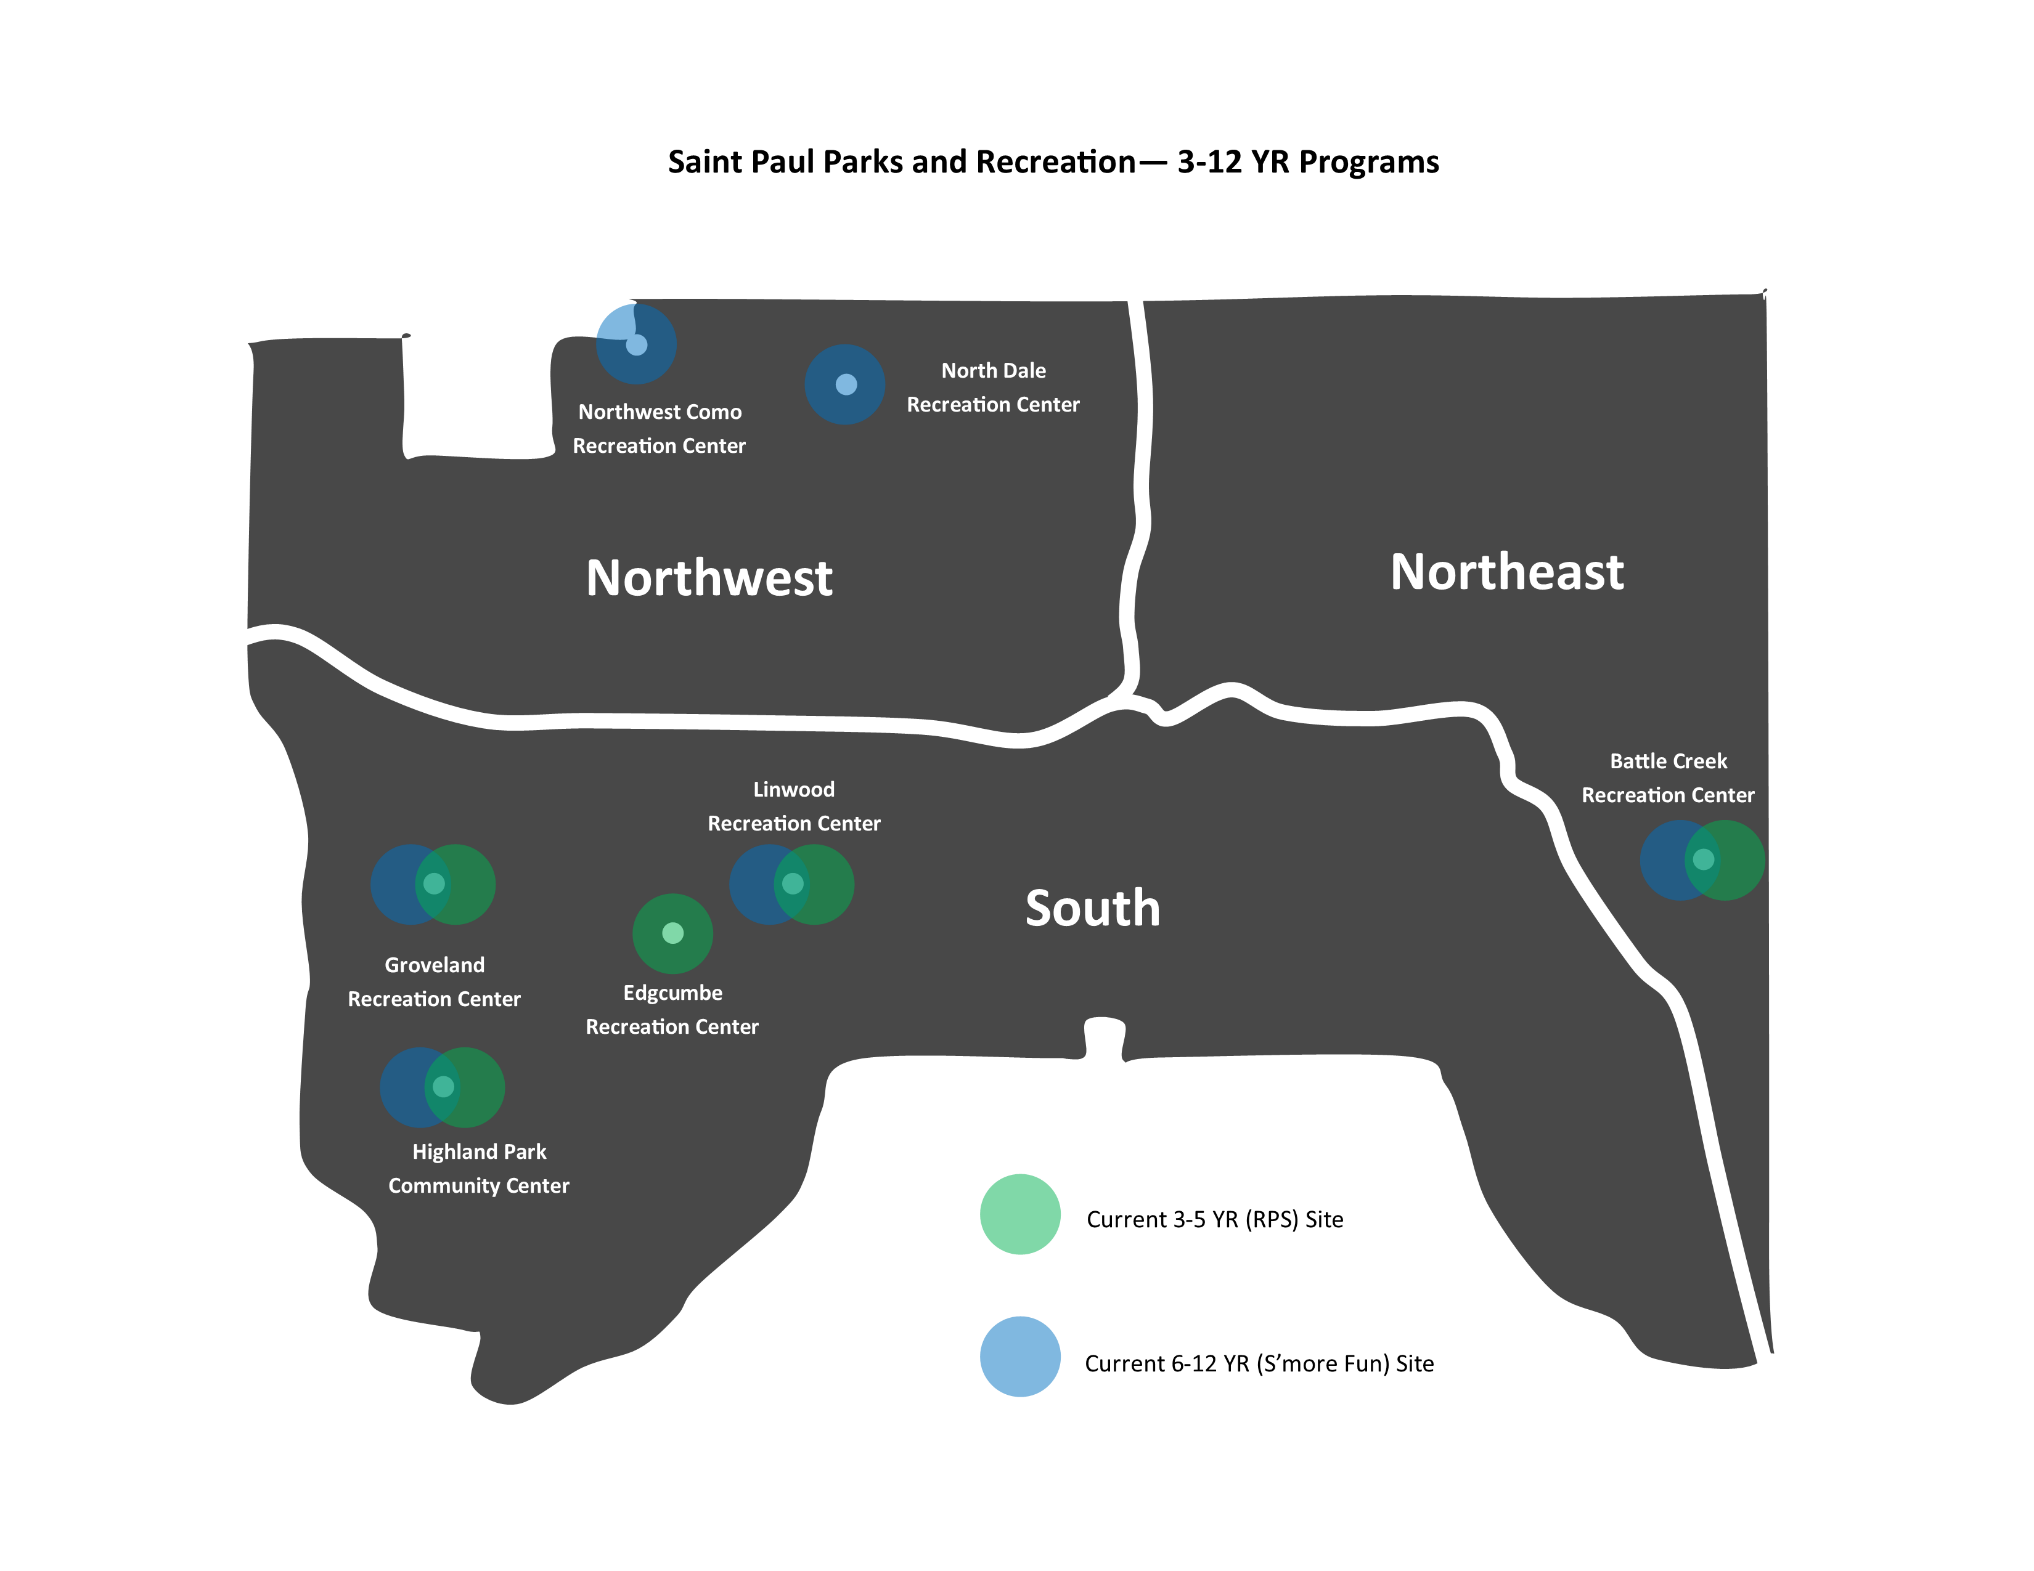 Saint Paul Parks and Recreation— 3-12 YR Programs
North Dale
Recreation Center
Northwest Como
Recreation Center
Northwest
Northeast
Battle Creek
Recreation Center
Linwood
Recreation Center
South
Groveland
Recreation Center
Edgcumbe
Recreation Center
Highland Park
Community Center
Current 3-5 YR (RPS) Site
Current 6-12 YR (S’more Fun) Site